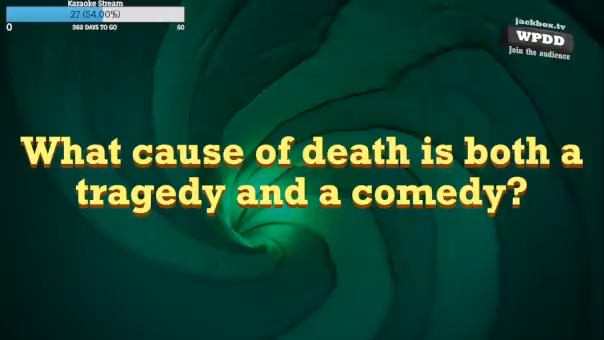 Karaoke Stream
27 (54.00%)
0 363 DAYS TO GO 50
jackbox.tv
WPDD
Join the audience
What cause of death is both a
tragedy and a comedy?